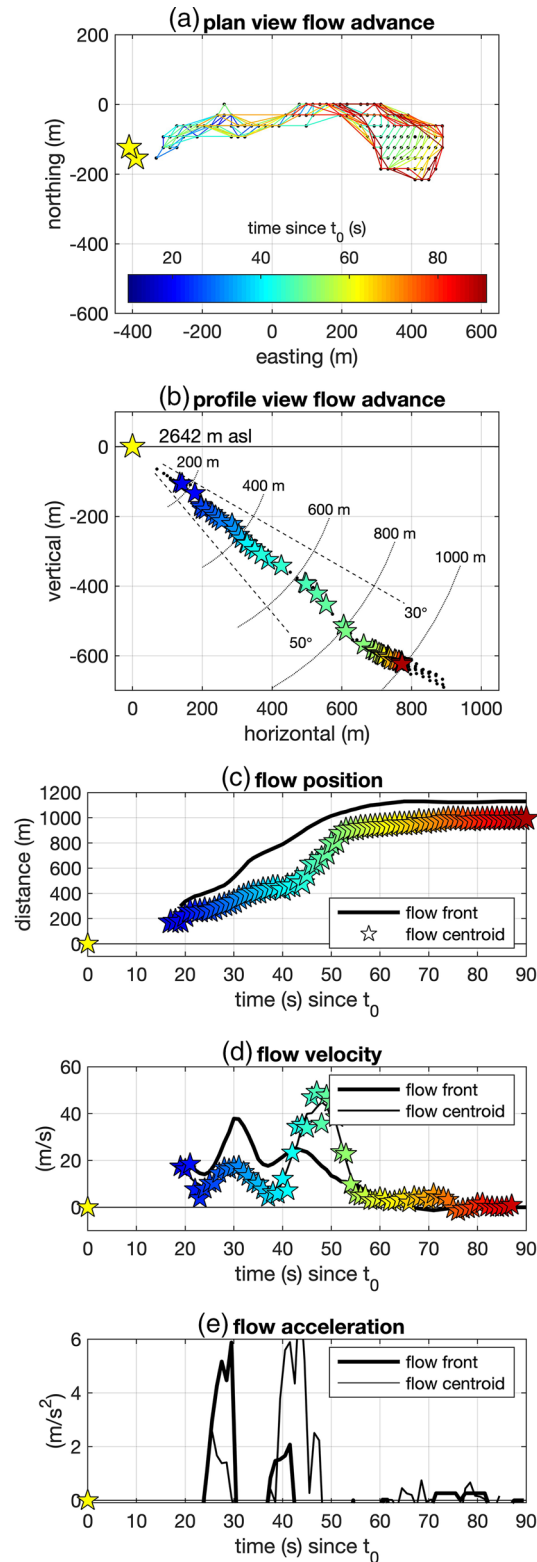 (a) plan view flow advance
200
0
-200
-400
-600
northing (m)
time since t0 (s)
20 40 60 80
-400 -200 0 200 400 600
easting (m)
(b) profile view flow advance
0
-200
-400
-600
vertical (m)
2642 m asl
200 m
400 m
600 m
800 m
1000 m
30°
50°
0 200 400 600 800 1000
horizontal (m)
(c) flow position
1200
1000
800
600
400
200
0
distance (m)
flow front
flow centroid
0 10 20 30 40 50 60 70 80 90
time (s) since t0
(d) flow velocity
60
40
20
0
(m/s)
flow front
flow centroid
0 10 20 30 40 50 60 70 80 90
time (s) since t0
(e) flow acceleration
6
4
2
0
(m/s2)
flow front
flow centroid
0 10 20 30 40 50 60 70 80 90
time (s) since t0